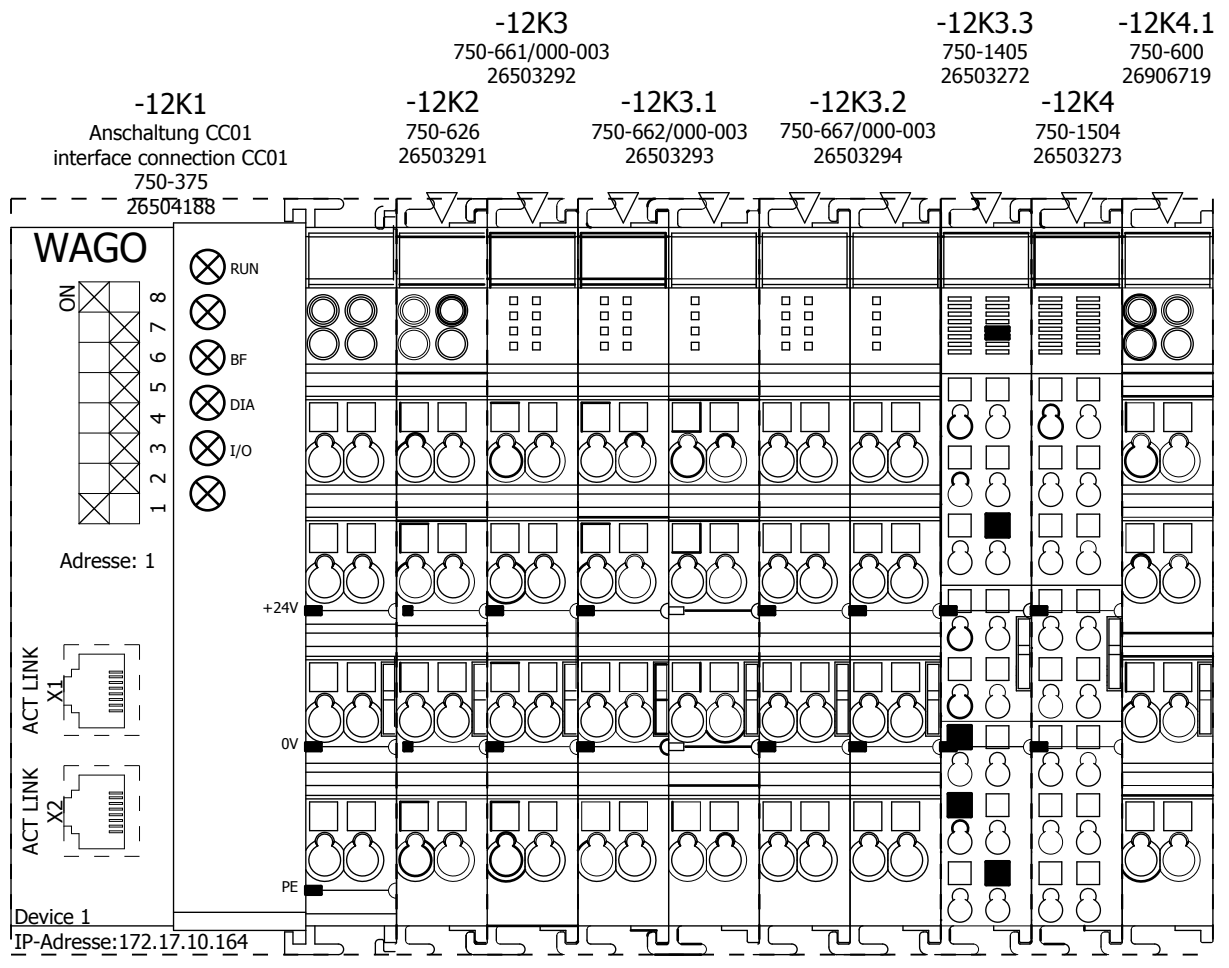 -12K3
750-661/000-003
26503292
-12K3.3
750-1405
26503272
-12K4.1
750-600
26906719
-12K1
Anschaltung CC01
interface connection CC01
750-375
26504188
-12K2
750-626
26503291
-12K3.1
750-662/000-003
26503293
-12K3.2
750-667/000-003
26503294
-12K4
750-1504
26503273
WAGO
ON
8
7
6
5
4
3
2
1
RUN
BF
DIA
I/O
Adresse: 1
+24V
ACT LINK
X1
0V
ACT LINK
X2
PE
Device 1
IP-Adresse:172.17.10.164